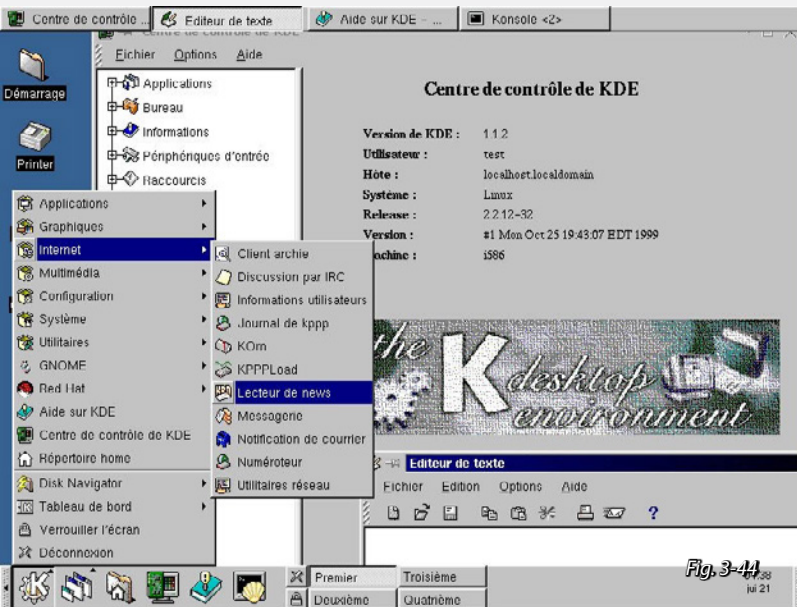 Centre de contrôle ...
Editeur de texte
Aide sur KDE - ...
Konsole <2>
Centre de contrôle de KDE
Fichier Options Aide
Démarrage
Printer
Applications
Bureau
Informations
Périphériques d'entrée
Raccourcis
Centre de contrôle de KDE
Version de KDE : 1.1.2
Utilisateur : test
Hôte : localhost.localdomain
Système : Linux
Release : 2.2.12-32
Version : #1 Mon Oct 25 19:43:07 EDT 1999
Machine : i586
the K desktop environment
Applications
Graphiques
Internet
Multimédia
Configuration
Système
Utilitaires
GNOME
Red Hat
Aide sur KDE
Centre de contrôle de KDE
Répertoire home
Disk Navigator
Tableau de bord
Verrouiller l'écran
Déconnexion
Client archie
Discussion par IRC
Informations utilisateurs
Journal de kppp
KOrn
KPPPLoad
Lecteur de news
Messagerie
Notification de courrier
Numéroteur
Utilitaires réseau
Editeur de texte
Fichier Edition Options Aide
Premier
Troisième
Deuxième
Quatrième
Fig. 3-44
jui 21